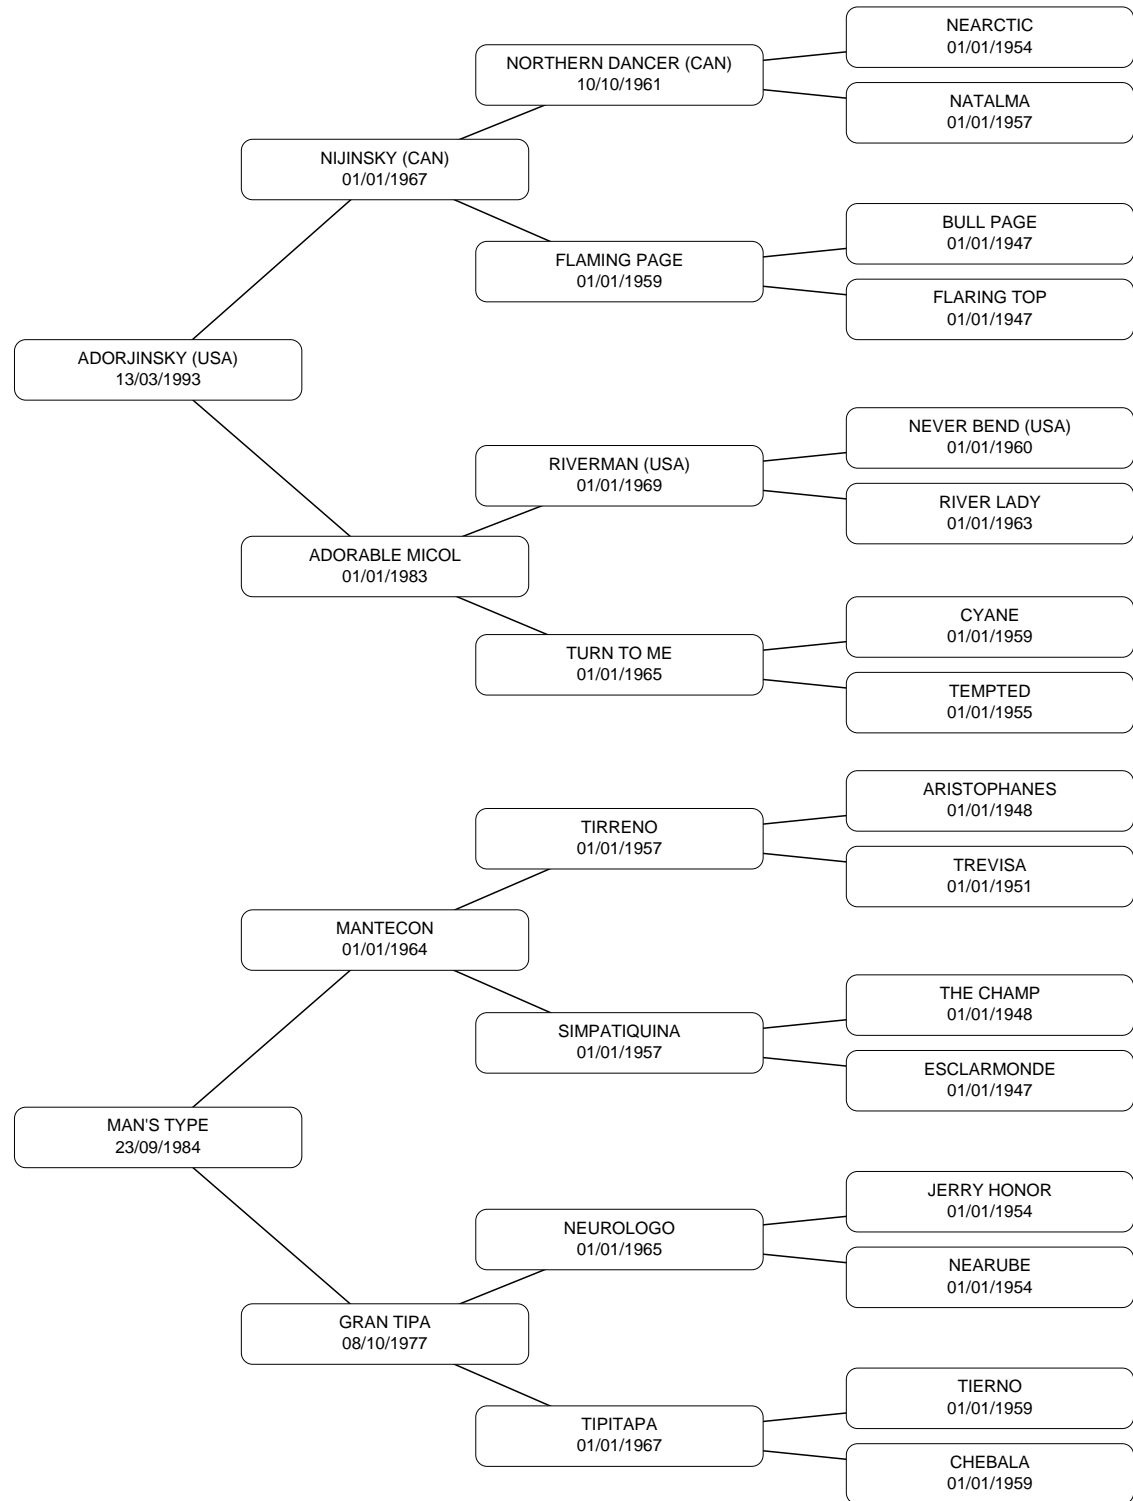 NEARCTIC
01/01/1954
NORTHERN DANCER (CAN)
10/10/1961
NATALMA
01/01/1957
NIJINSKY (CAN)
01/01/1967
BULL PAGE
01/01/1947
FLAMING PAGE
01/01/1959
FLARING TOP
01/01/1947
ADORJINSKY (USA)
13/03/1993
NEVER BEND (USA)
01/01/1960
RIVERMAN (USA)
01/01/1969
RIVER LADY
01/01/1963
ADORABLE MICOL
01/01/1983
CYANE
01/01/1959
TURN TO ME
01/01/1965
TEMPTED
01/01/1955
ARISTOPHANES
01/01/1948
TIRRENO
01/01/1957
TREVISA
01/01/1951
MANTECON
01/01/1964
THE CHAMP
01/01/1948
SIMPATIQUINA
01/01/1957
ESCLARMONDE
01/01/1947
MAN'S TYPE
23/09/1984
JERRY HONOR
01/01/1954
NEUROLOGO
01/01/1965
NEARUBE
01/01/1954
GRAN TIPA
08/10/1977
TIERNO
01/01/1959
TIPITAPA
01/01/1967
CHEBALA
01/01/1959